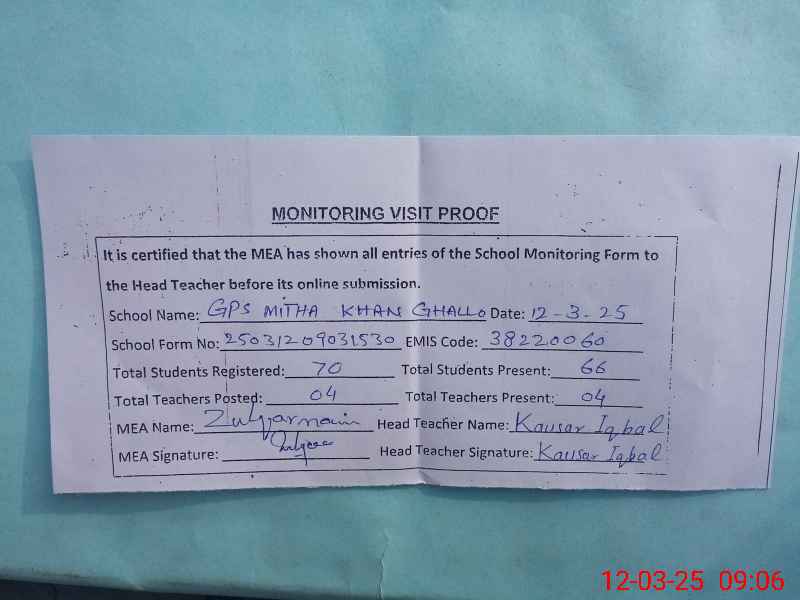 MONITORING VISIT PROOF
It is certified that the MEA has shown all entries of the School Monitoring Form to
the Head Teacher before its online submission.
School Name: GPS MITHA KHAN GHALLO Date: 12-3-25
School Form No: 25031209031530 EMIS Code: 38220060
Total Students Registered: 70 Total Students Present: 66
Total Teachers Posted: 04 Total Teachers Present: 04
MEA Name: Zulqarnain Head Teacher Name: Kausar Iqbal
MEA Signature: Head Teacher Signature: Kausar Iqbal
12-03-25 09:06